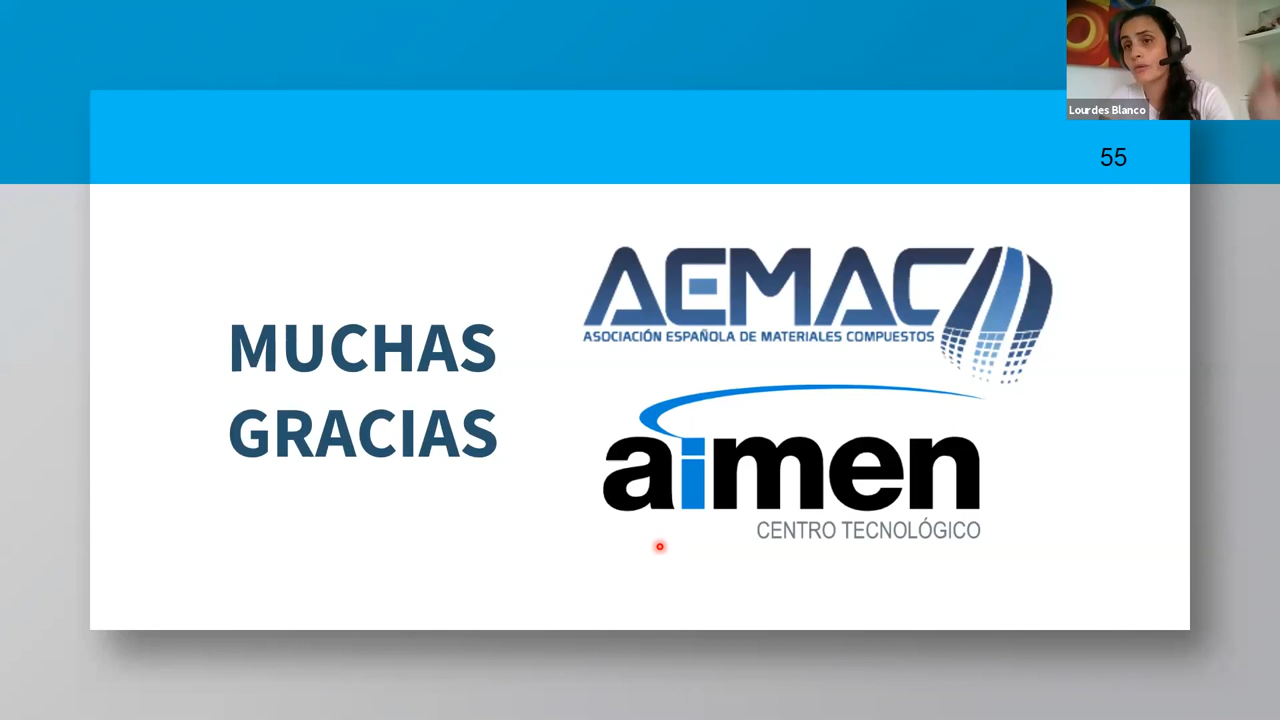 Lourdes Blanco
55
MUCHAS
GRACIAS
AEMAC
ASOCIACIÓN ESPAÑOLA DE MATERIALES COMPUESTOS
aimen
CENTRO TECNOLÓGICO